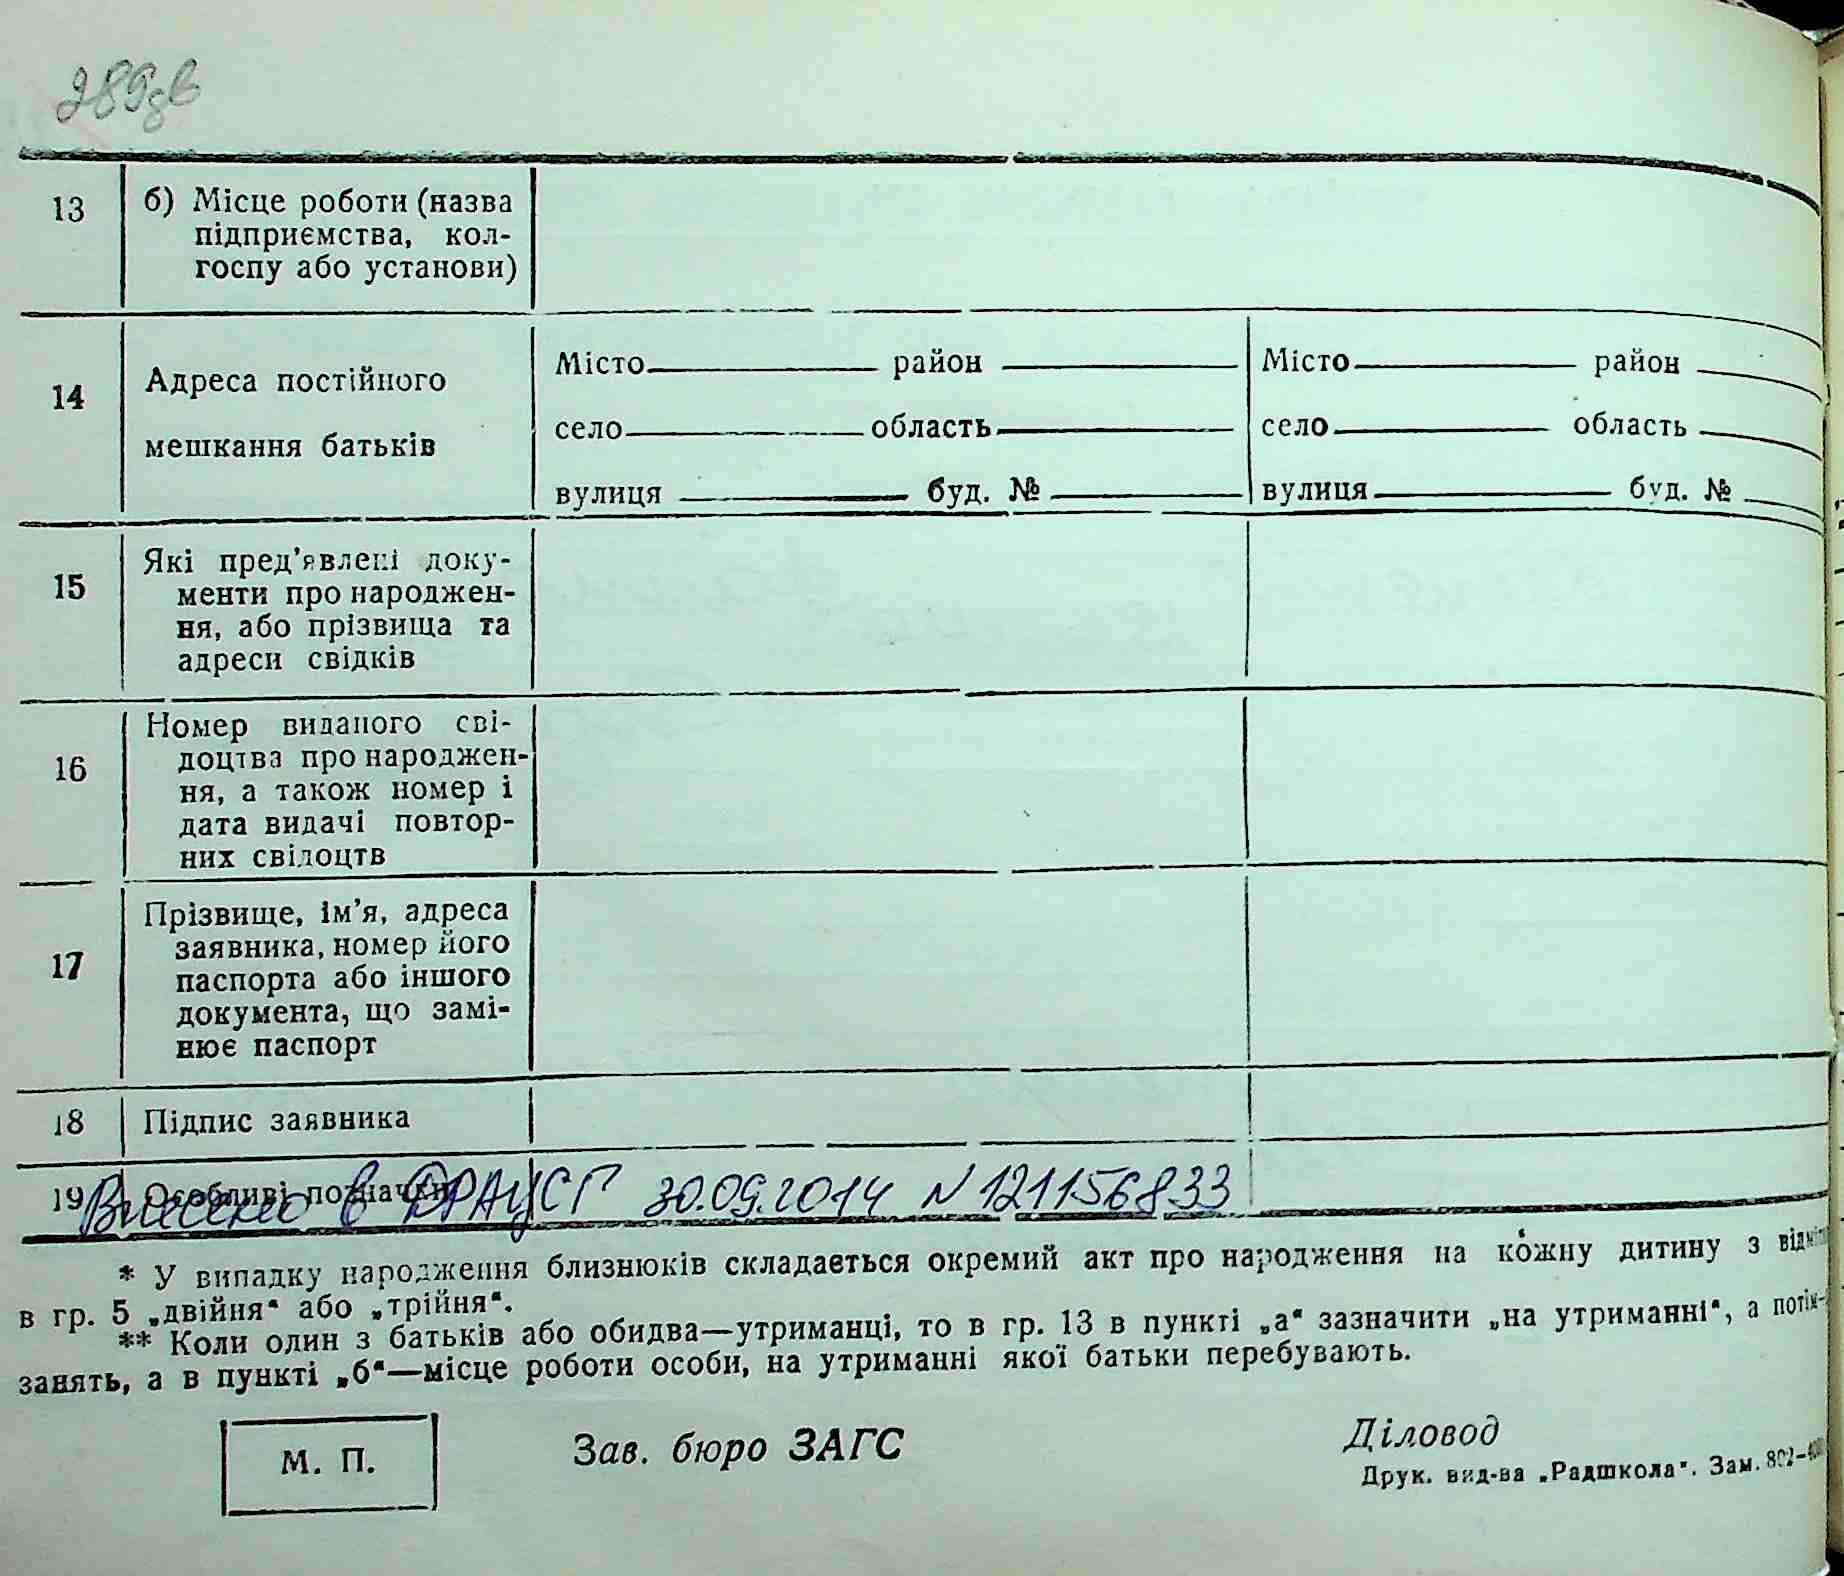 289зв
13 б) Місце роботи (назва
підприємства, кол-
госпу або установи)
14 Адреса постійного
мешкання батьків
Місто район Місто район
село область село область
вулиця буд. № вулиця буд. №
15 Які пред’явлені доку-
менти про народжен-
ня, або прізвища та
адреси свідків
16 Номер виданого сві-
доцтва про народжен-
ня, а також номер і
дата видачі повтор-
них свідоцтв
17 Прізвище, ім’я, адреса
заявника, номер його
паспорта або іншого
документа, що замі-
нює паспорт
18 Підпис заявника
19 Особливі позначки
Внесено в ДРАЦСГ 30.09.2014 N 121156833
* У випадку народження близнюків складається окремий акт про народження на кожну дитину з відміт
в гр. 5 „двійня“ або „трійня“.
** Коли один з батьків або обидва—утриманці, то в гр. 13 в пункті „а“ зазначити „на утриманні“, а потім—
занять, а в пункті „б“—місце роботи особи, на утриманні якої батьки перебувають.
М. П. Зав. бюро ЗАГС Діловод
Друк. вид-ва „Радшкола“. Зам. 802—